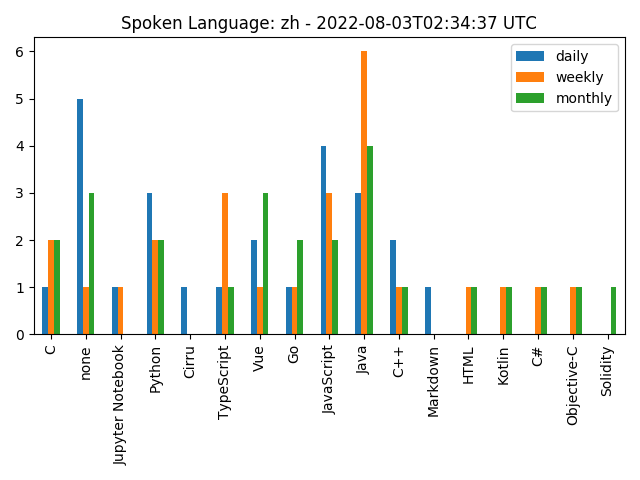 Spoken Language: zh - 2022-08-03T02:34:37 UTC
daily
weekly
monthly
6
5
4
3
2
1
0
C
none
Jupyter Notebook
Python
Cirru
TypeScript
Vue
Go
JavaScript
Java
C++
Markdown
HTML
Kotlin
C#
Objective-C
Solidity